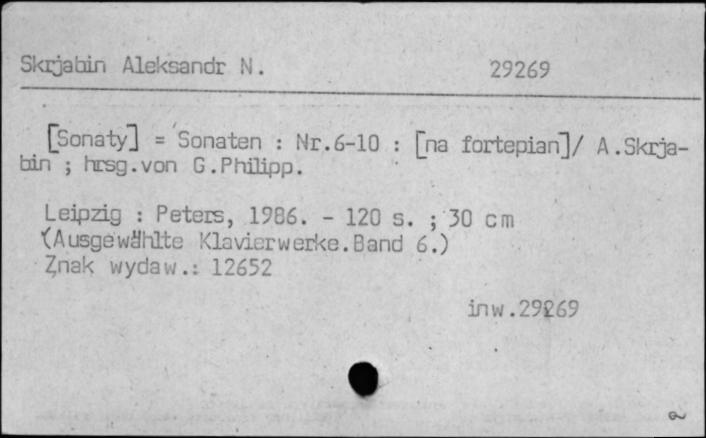 Skrjabin Aleksandr N. 29269
[Sonaty] = Sonaten : Nr.6-10 : [na fortepian]/ A.Skrja-
bin ; hrsg.von G.Philipp.
Leipzig : Peters, 1986. - 120 s. ; 30 cm
(Ausgewählte Klavierwerke.Band 6.)
Znak wydaw.: 12652
inw.29269